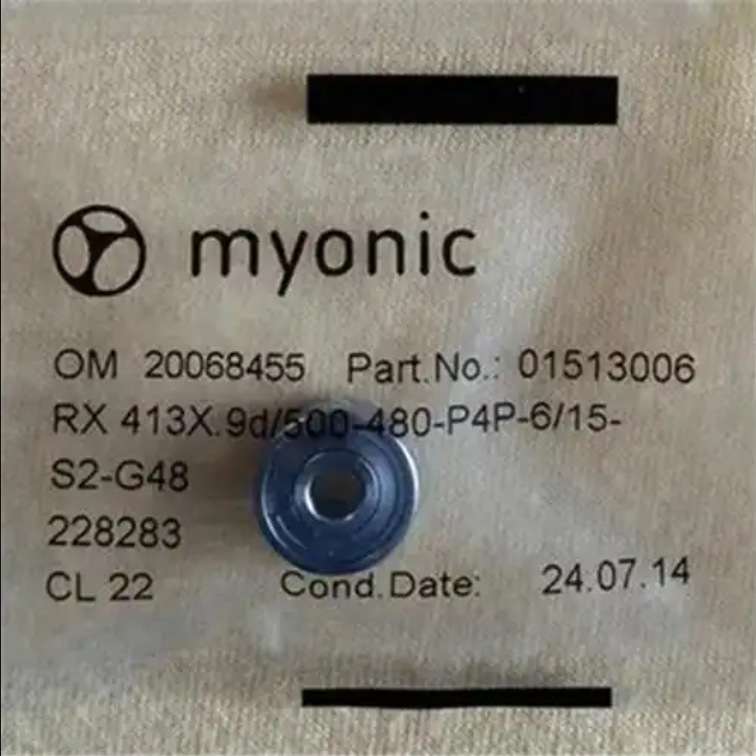 myonic
OM 20068455 Part.No.: 01513006
RX 413X.9d/500-480-P4P-6/15-
S2-G48
228283
CL 22 Cond.Date: 24.07.14